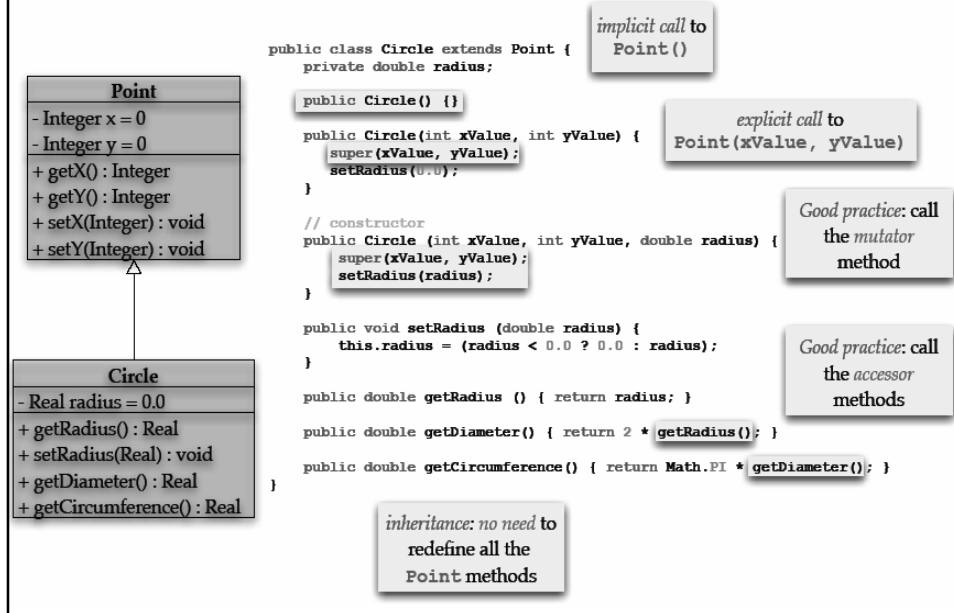 implicit call to
Point()
public class Circle extends Point {
private double radius;
public Circle() {}
public Circle(int xValue, int yValue) {
super(xValue, yValue);
setRadius(0.0);
}
explicit call to
Point(xValue, yValue)
// constructor
public Circle (int xValue, int yValue, double radius) {
super(xValue, yValue);
setRadius(radius);
}
Good practice: call
the mutator
method
public void setRadius (double radius) {
this.radius = (radius < 0.0 ? 0.0 : radius);
}
public double getRadius () { return radius; }
public double getDiameter() { return 2 * getRadius(); }
public double getCircumference() { return Math.PI * getDiameter(); }
}
Good practice: call
the accessor
methods
Point
- Integer x = 0
- Integer y = 0
+ getX() : Integer
+ getY() : Integer
+ setX(Integer) : void
+ setY(Integer) : void
Circle
- Real radius = 0.0
+ getRadius() : Real
+ setRadius(Real) : void
+ getDiameter() : Real
+ getCircumference() : Real
inheritance: no need to
redefine all the
Point methods